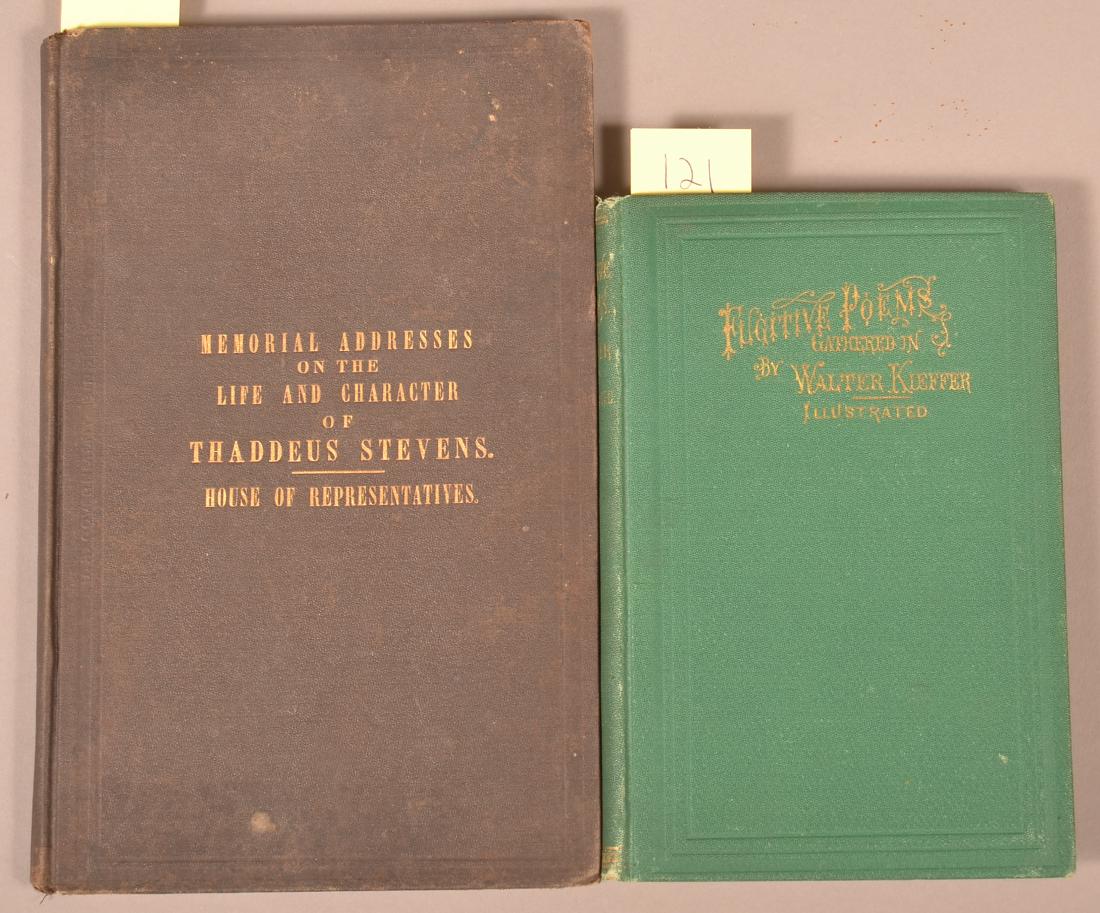 MEMORIAL ADDRESSES
ON THE
LIFE AND CHARACTER
OF
THADDEUS STEVENS.
HOUSE OF REPRESENTATIVES.
121
FUGITIVE POEMS
GATHERED IN
BY WALTER KIEFFER
ILLUSTRATED